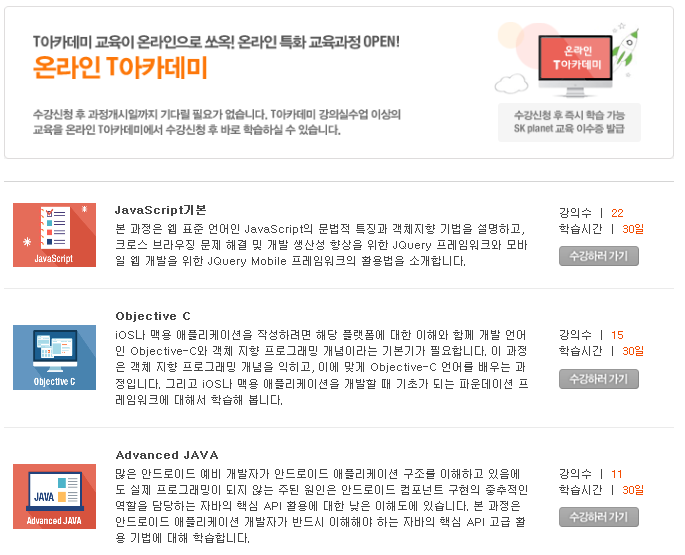 T아카데미 교육이 온라인으로 쏘옥! 온라인 특화 교육과정 OPEN!
온라인 T아카데미
수강신청 후 과정개시일까지 기다릴 필요가 없습니다. T아카데미 강의실수업 이상의
교육을 온라인 T아카데미에서 수강신청 후 바로 학습하실 수 있습니다.
온라인
T아카데미
수강신청 후 즉시 학습 가능
SK planet 교육 이수증 발급
JavaScript
JavaScript기본
본 과정은 웹 표준 언어인 JavaScript의 문법적 특징과 객체지향 기법을 설명하고,
크로스 브라우징 문제 해결 및 개발 생산성 향상을 위한 JQuery 프레임워크와 모바
일 웹 개발을 위한 JQuery Mobile 프레임워크의 활용법을 소개합니다.
강의수 | 22
학습시간 | 30일
수강하러 가기
Objective C
Objective C
iOS나 맥용 애플리케이션을 작성하려면 해당 플랫폼에 대한 이해와 함께 개발 언어
인 Objective-C와 객체 지향 프로그래밍 개념이라는 기본기가 필요합니다. 이 과정
은 객체 지향 프로그래밍 개념을 익히고, 이에 맞게 Objective-C 언어를 배우는 과
정입니다. 그리고 iOS나 맥용 애플리케이션을 개발할 때 기초가 되는 파운데이션 프
레임워크에 대해서 학습해 봅니다.
강의수 | 15
학습시간 | 30일
수강하러 가기
JAVA
Advanced JAVA
Advanced JAVA
많은 안드로이드 예비 개발자가 안드로이드 애플리케이션 구조를 이해하고 있음에
도 실제 프로그래밍이 되지 않는 주된 원인은 안드로이드 컴포넌트 구현의 중추적인
역할을 담당하는 자바의 핵심 API 활용에 대한 낮은 이해도에 있습니다. 본 과정은
안드로이드 애플리케이션 개발자가 반드시 이해해야 하는 자바의 핵심 API 고급 활
용 기법에 대해 학습합니다.
강의수 | 11
학습시간 | 30일
수강하러 가기